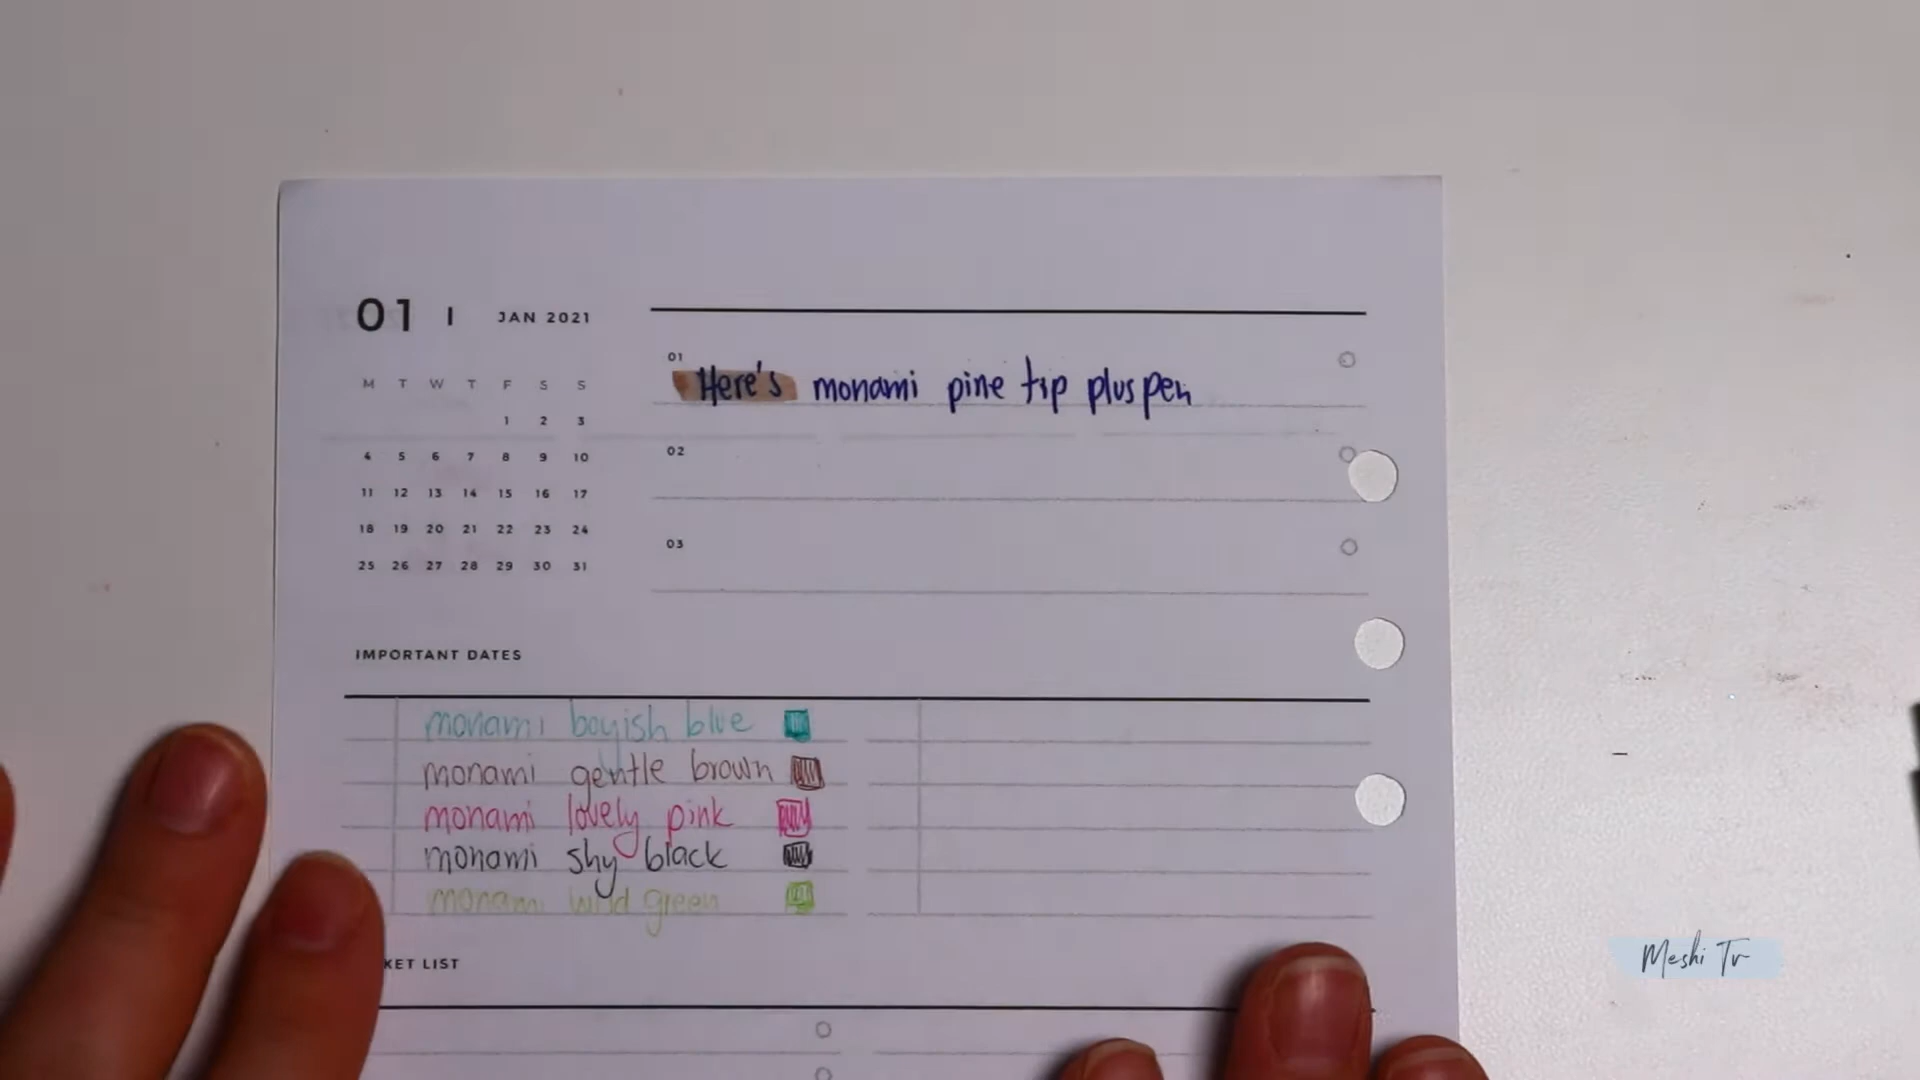 01 | JAN 2021
M T W T F S S
1 2 3
4 5 6 7 8 9 10
11 12 13 14 15 16 17
18 19 20 21 22 23 24
25 26 27 28 29 30 31
01 Here's monami pine tip plus pen
02
03
IMPORTANT DATES
monami boyish blue
monami gentle brown
monami lovely pink
monami shy black
monami wild green
KET LIST
Meshi Tv